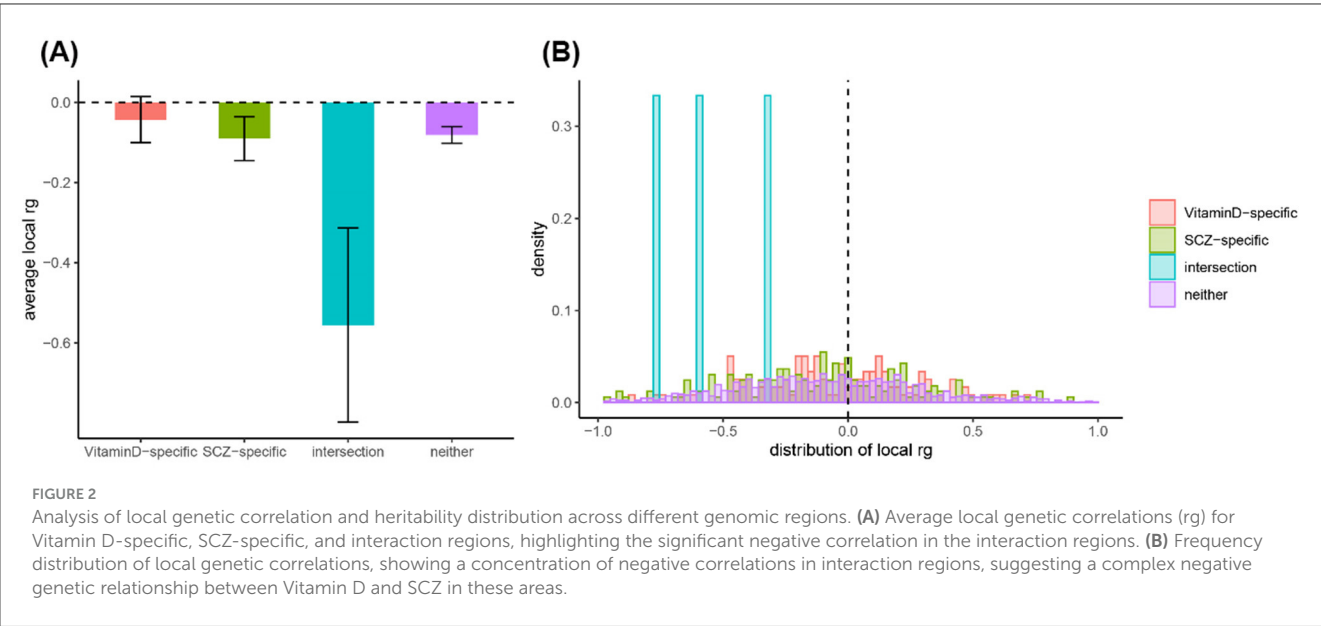 (A)
0.0
−0.2
−0.4
−0.6
average local rg
VitaminD−specific SCZ−specific intersection neither
(B)
0.3
0.2
0.1
0.0
density
−1.0 −0.5 0.0 0.5 1.0
distribution of local rg
VitaminD−specific
SCZ−specific
intersection
neither
FIGURE 2
Analysis of local genetic correlation and heritability distribution across different genomic regions. (A) Average local genetic correlations (rg) for
Vitamin D-specific, SCZ-specific, and interaction regions, highlighting the significant negative correlation in the interaction regions. (B) Frequency
distribution of local genetic correlations, showing a concentration of negative correlations in interaction regions, suggesting a complex negative
genetic relationship between Vitamin D and SCZ in these areas.